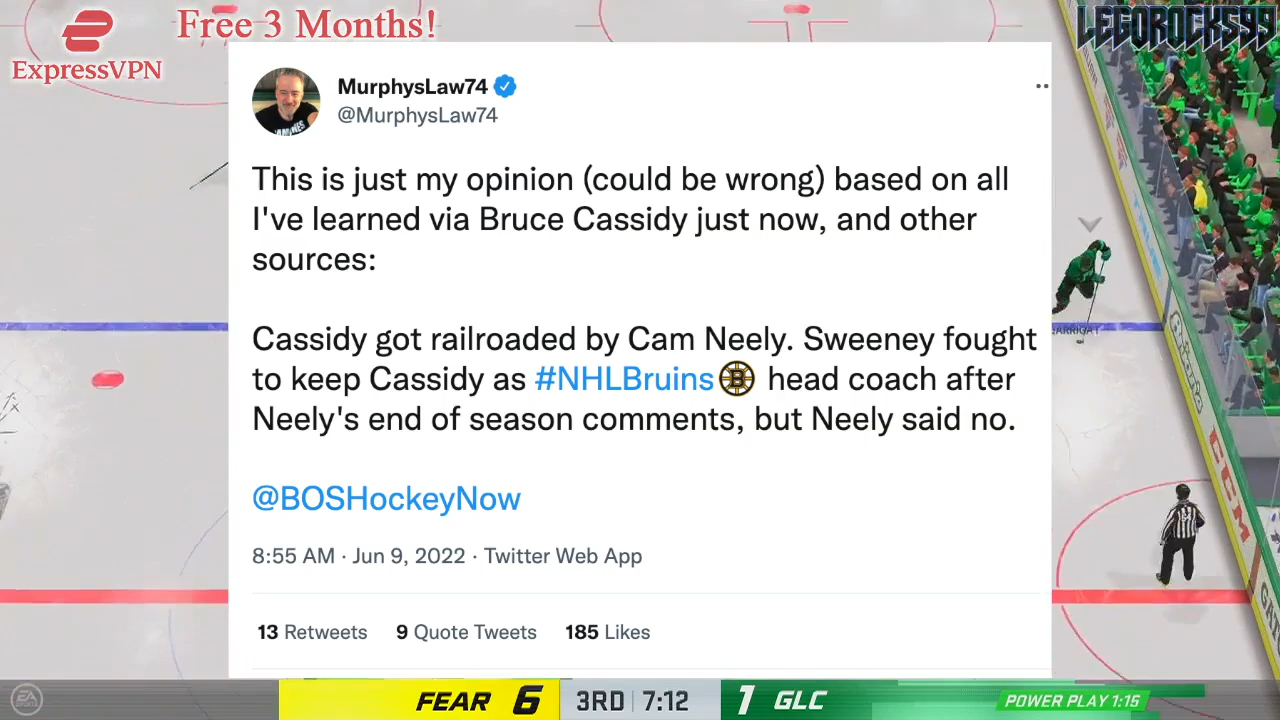 ExpressVPN
Free 3 Months!
LEGOROCKS99
MurphysLaw74
@MurphysLaw74
This is just my opinion (could be wrong) based on all
I've learned via Bruce Cassidy just now, and other
sources:
Cassidy got railroaded by Cam Neely. Sweeney fought
to keep Cassidy as #NHLBruins head coach after
Neely's end of season comments, but Neely said no.
@BOSHockeyNow
8:55 AM · Jun 9, 2022 · Twitter Web App
13 Retweets 9 Quote Tweets 185 Likes
CCM
FEAR 6 3RD 7:12 1 GLC POWER PLAY 1:15